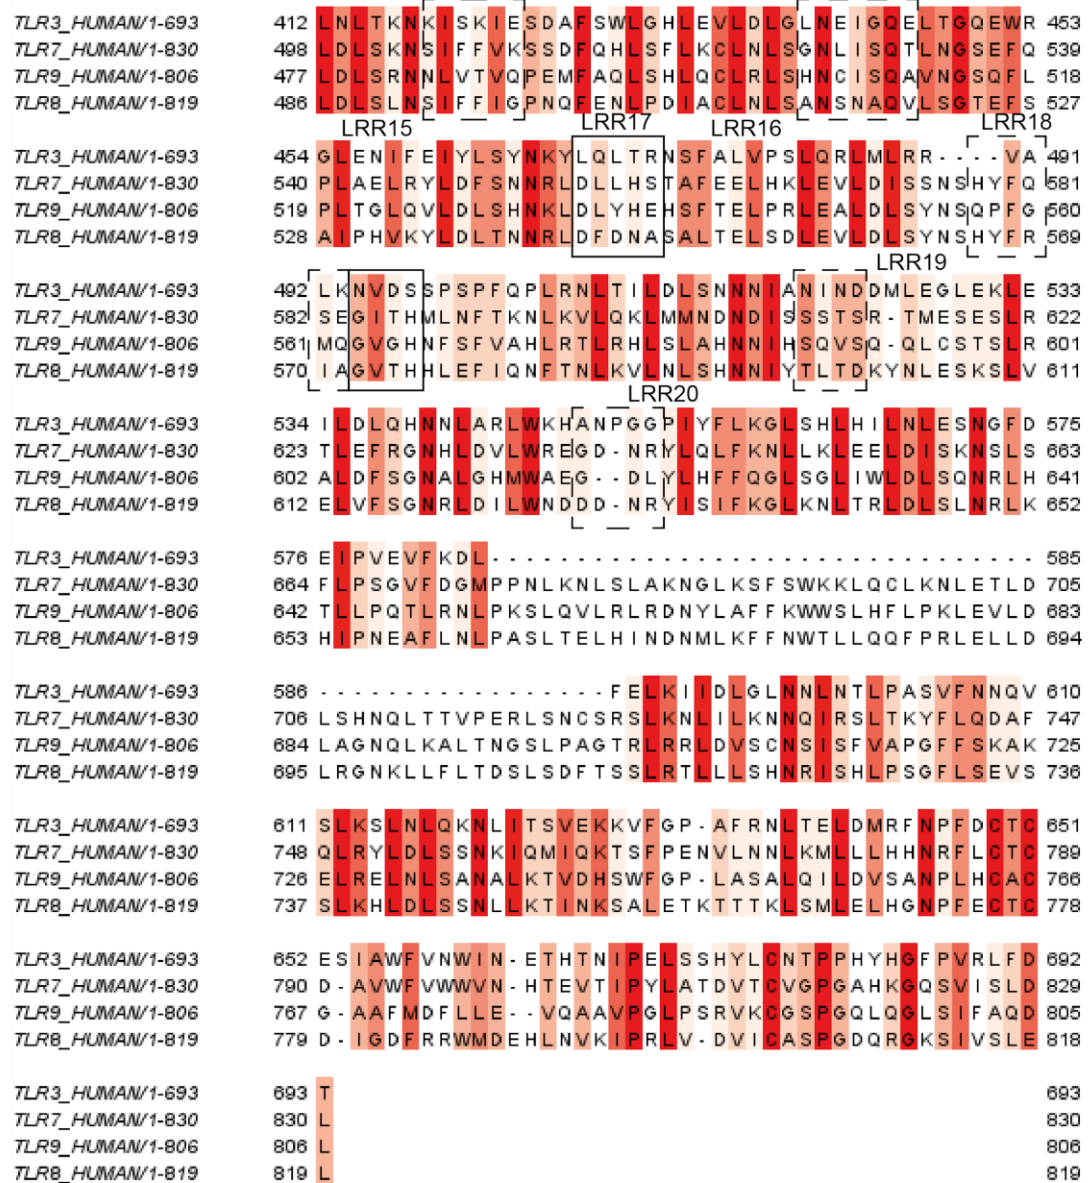 TLR3_HUMAN/1-693 412 LNLTKNKISKIESDAFSWLGHLEVLDLGLNEIGQELTGQEWR 453
TLR7_HUMAN/1-830 498 LDLSKNSIFFVKSSDFQHLSFLKCLNLSGNLISQTLNGSEFQ 539
TLR9_HUMAN/1-806 477 LDLSRNNLVTVQPEMFAQLSHLQCLRLSHNCISQAVNGSQFL 518
TLR8_HUMAN/1-819 486 LDLSLNSIFFIGPNQFENLPDIACLNLSANSNAQVLSGTEFS 527
LRR15 LRR17 LRR16 LRR18
TLR3_HUMAN/1-693 454 GLENIFEIYLSYNKYLQLTRNSFALVPSLQRLMLRR----VA 491
TLR7_HUMAN/1-830 540 PLAELRYLDFSNNRLDLLHSTAFEELHKLEVLDISSNSHYFQ 581
TLR9_HUMAN/1-806 519 PLTGLQVLDLSHNKLDLYHEHSFTELPRLEALDLSYNSQPFG 560
TLR8_HUMAN/1-819 528 AIPHVKYLDLTNNRLDFDNASALTELSDLEVLDLSYNSHYFR 569
LRR19
TLR3_HUMAN/1-693 492 LKNVDSSPSPFQPLRNLTILDLSNNNIANINDDMLEGLEKLE 533
TLR7_HUMAN/1-830 582 SEGITHMLNFTKNLKVLQKLMMNDNDISSSTSR-TMESESLR 622
TLR9_HUMAN/1-806 561 MQGVGHNFSFVAHLRTLRHLSLAHNNIHSQVSQ-QLCSTSLR 601
TLR8_HUMAN/1-819 570 IAGVTHHLEFIQNFTNLKVLNLSHNNIYTLTDKYNLESKSLV 611
LRR20
TLR3_HUMAN/1-693 534 ILDLQHNNLARLWKHANPGGPIYFLKGLSHLHILNLESNGFD 575
TLR7_HUMAN/1-830 623 TLEFRGNHLDVLWREGD-NRYLQLFKNLLKLEELDISKNSLS 663
TLR9_HUMAN/1-806 602 ALDFSGNALGHMWAEG--DLYLHFFQGLSGLIWLDLSQNRLH 641
TLR8_HUMAN/1-819 612 ELVFSGNRLDILWNDDD-NRYISIFKGLKNLTRLDLSLNRLK 652
TLR3_HUMAN/1-693 576 EIPVEVFKDL-------------------------------- 585
TLR7_HUMAN/1-830 664 FLPSGVFDGMPPNLKNLSLAKNGLKSFSWKKLQCLKNLETLD 705
TLR9_HUMAN/1-806 642 TLLPQTLRNLPKSLQVLRLRDNYLAFFKWWSLHFLPKLEVLD 683
TLR8_HUMAN/1-819 653 HIPNEAFLNLPASLTELHINDNMLKFFNWTLLQQFPRLELLD 694
TLR3_HUMAN/1-693 586 -----------------FELKIIDLGLNNLNTLPASVFNNQV 610
TLR7_HUMAN/1-830 706 LSHNQLTTVPERLSNCSRSLKNLILKNNQIRSLTKYFLQDAF 747
TLR9_HUMAN/1-806 684 LAGNQLKALTNGSLPAGTRLRRLDVSCNSISFVAPGFFSKAK 725
TLR8_HUMAN/1-819 695 LRGNKLLFLTDSLSDFTSSLRTLLLSHNRISHLPSGFLSEVS 736
TLR3_HUMAN/1-693 611 SLKSLNLQKNLITSVEKKVFGP-AFRNLTELDMRFNPFDCTC 651
TLR7_HUMAN/1-830 748 QLRYLDLSSNKIQMIQKTSFPENVLNNLKMLLLHHNRFLCTC 789
TLR9_HUMAN/1-806 726 ELRELNLSANALKTVDHSWFGP-LASALQILDVSANPLHCAC 766
TLR8_HUMAN/1-819 737 SLKHLDLSSNLLKTINKSALETKTTTKLSMLELHGNPFECTC 778
TLR3_HUMAN/1-693 652 ESIAWFVNWIN-ETHTNIPELSSHYLCNTPPHYHGFPVRLFD 692
TLR7_HUMAN/1-830 790 D-AVWFVWWVN-HTEVTIPYLATDVTCVGPGAHKGQSVISLD 829
TLR9_HUMAN/1-806 767 G-AAFMDFLLE--VQAAVPGLPSRVKCGSPGQLQGLSIFAQD 805
TLR8_HUMAN/1-819 779 D-IGDFRRWMDEHLNVKIPRLV-DVICASPGDQRGKSIVSLE 818
TLR3_HUMAN/1-693 693 T 693
TLR7_HUMAN/1-830 830 L 830
TLR9_HUMAN/1-806 806 L 806
TLR8_HUMAN/1-819 819 L 819